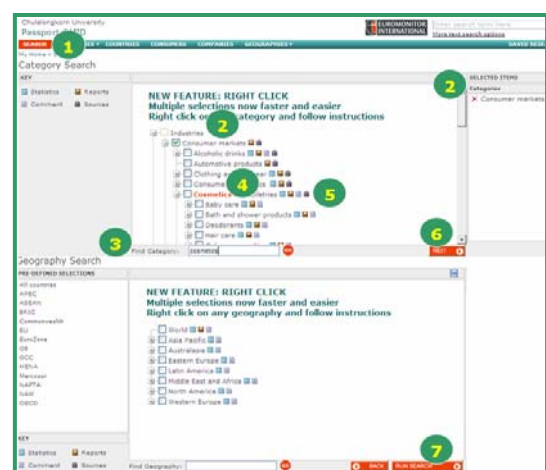 Chulalongkorn University
Passport GMID
EUROMONITOR
INTERNATIONAL
Enter search term here
More text search options
SEARCH 1 COUNTRIES CONSUMERS COMPANIES GEOGRAPHIES
SAVED
My Home
Category Search
KEY
Statistics Reports
Comment Sources
NEW FEATURE: RIGHT CLICK
Multiple selections now faster and easier
Right click on category and follow instructions
2
Industries
Consumer markets
Alcoholic drinks
Automotive products
Clothing
4
Cosmetics
5
Baby care
Bath and shower products
Deodorants
Hair care
SELECTED ITEMS
2
Categories
Consumer markets
3
Find Category: cosmetics
6
NEXT
Geography Search
PRE-DEFINED SELECTIONS
All countries
APEC
ASEAN
Commonwealth
EU
EuroZone
G8
GCC
MENA
Mercosur
NAFTA
OECD
KEY
Statistics Reports
Comment Sources
NEW FEATURE: RIGHT CLICK
Multiple selections now faster and easier
Right click on any geography and follow instructions
World
Asia Pacific
Australasia
Eastern Europe
Latin America
Middle East and Africa
North America
Western Europe
Find Geography:
BACK
7
RUN SEARCH